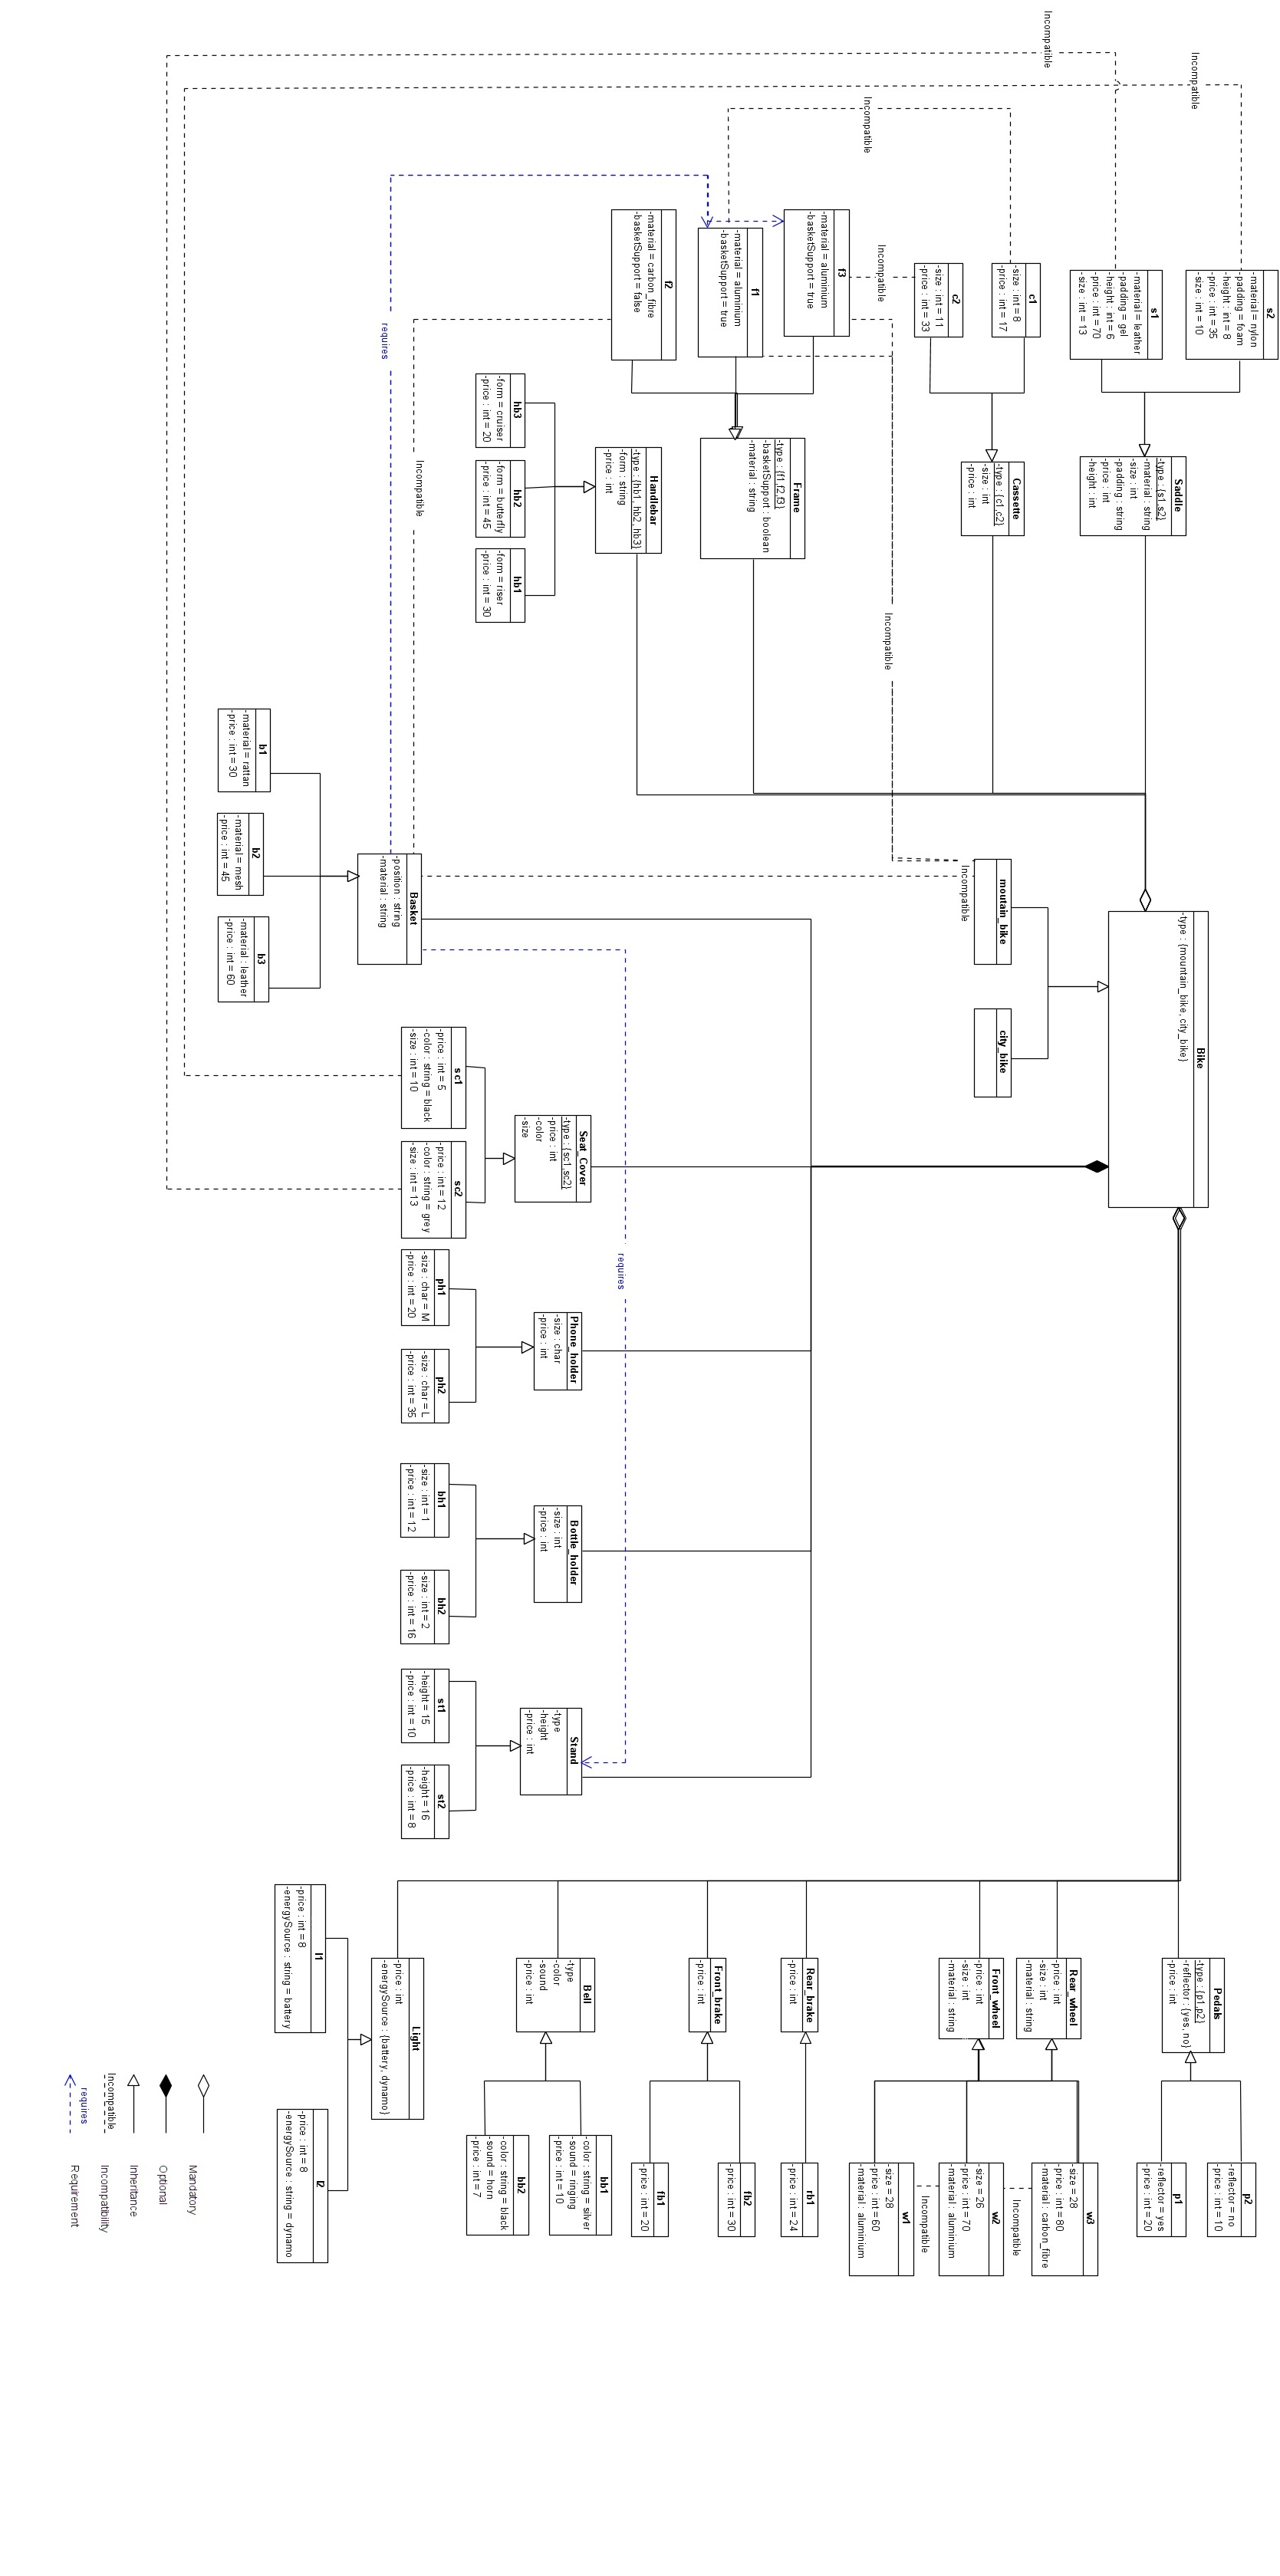 Incompatible
Incompatible
s2
-material = nylon
-padding = foam
-height : int = 8
-price : int = 35
-size : int = 10
s1
-material = leather
-padding = gel
-height : int = 6
-price : int = 70
-size : int = 13
Saddle
-type : {s1,s2}
-material : string
-size : int
-padding : string
-price : int
-height : int
Bike
-type : {mountain_bike, city_bike}
Pedals
-type : {p1,p2}
-reflector : {yes, no}
-price : int
p2
-reflector = no
-price : int = 10
p1
-reflector = yes
-price : int = 20
c1
-size : int = 8
-price : int = 17
c2
-size : int = 11
-price : int = 33
Cassette
-type : {c1,c2}
-size : int
-price : int
moutain_bike
city_bike
Incompatible
Rear_wheel
-price : int
-size : int
-material : string
Front_wheel
-price : int
-size : int
-material : string
w3
-size = 28
-price : int = 80
-material : carbon_fibre
Incompatible
w2
-size = 26
-price : int = 70
-material : aluminium
Incompatible
w1
-size = 28
-price : int = 60
-material : aluminium
Incompatible
Incompatible
Incompatible
f3
-material = aluminium
-basketSupport = true
f1
-material = aluminium
-basketSupport = true
f2
-material = carbon_fibre
-basketSupport = false
Frame
-type : {f1,f2,f3}
-basketSupport : boolean
-material : string
Rear_brake
-price : int
rb1
-price : int = 24
Front_brake
-price : int
fb2
-price : int = 30
fb1
-price : int = 20
Handlebar
-type : {hb1, hb2, hb3}
-form : string
-price : int
hb3
-form = cruiser
-price : int = 20
hb2
-form = butterfly
-price : int = 45
hb1
-form = riser
-price : int = 30
requires
Seat_Cover
-type : {sc1,sc2}
-price : int
-color
-size
Phone_holder
-size : char
-price : int
Bottle_holder
-size : int
-price : int
Stand
-type
-height
-price : int
Bell
-type
-color
-sound
-price : int
bb1
-color : string = silver
-sound = ringing
-price : int = 10
bb2
-color : string = black
-sound = horn
-price : int = 7
sc1
-price : int = 5
-color : string = black
-size : int = 10
sc2
-price : int = 12
-color : string = grey
-size : int = 13
ph1
-size : char = M
-price : int = 20
ph2
-size : char = L
-price : int = 35
bh1
-size : int = 1
-price : int = 12
bh2
-size : int = 2
-price : int = 16
st1
-height = 15
-price : int = 10
st2
-height = 16
-price : int = 8
Incompatible
requires
Basket
-position : string
-material : string
Light
-price : int
-energySource : {battery, dynamo}
b1
-material = rattan
-price : int = 30
b2
-material = mesh
-price : int = 45
b3
-material : leather
-price : int = 60
l1
-price : int = 8
-energySource : string = battery
l2
-price : int = 8
-energySource : string = dynamo
Mandatory
Optional
Inheritance
Incompatible
Incompatibility
requires
Requirement